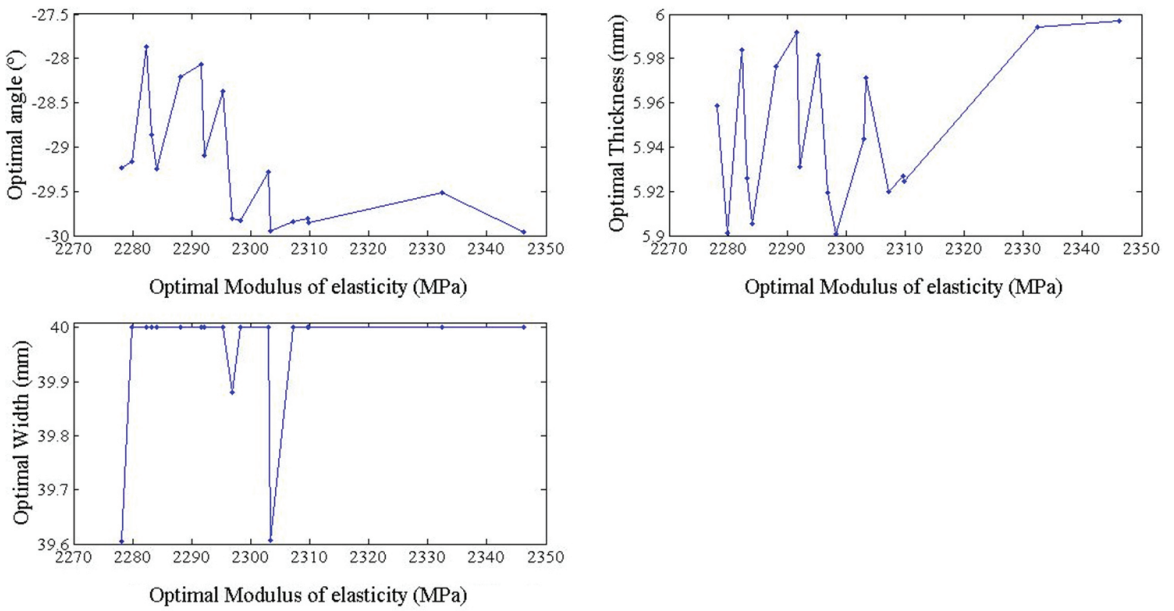 Optimal angle (°)
-27.5
-28
-28.5
-29
-29.5
-30
2270 2280 2290 2300 2310 2320 2330 2340 2350
Optimal Modulus of elasticity (MPa)
Optimal Thickness (mm)
6
5.98
5.96
5.94
5.92
5.9
2270 2280 2290 2300 2310 2320 2330 2340 2350
Optimal Modulus of elasticity (MPa)
Optimal Width (mm)
40
39.9
39.8
39.7
39.6
2270 2280 2290 2300 2310 2320 2330 2340 2350
Optimal Modulus of elasticity (MPa)